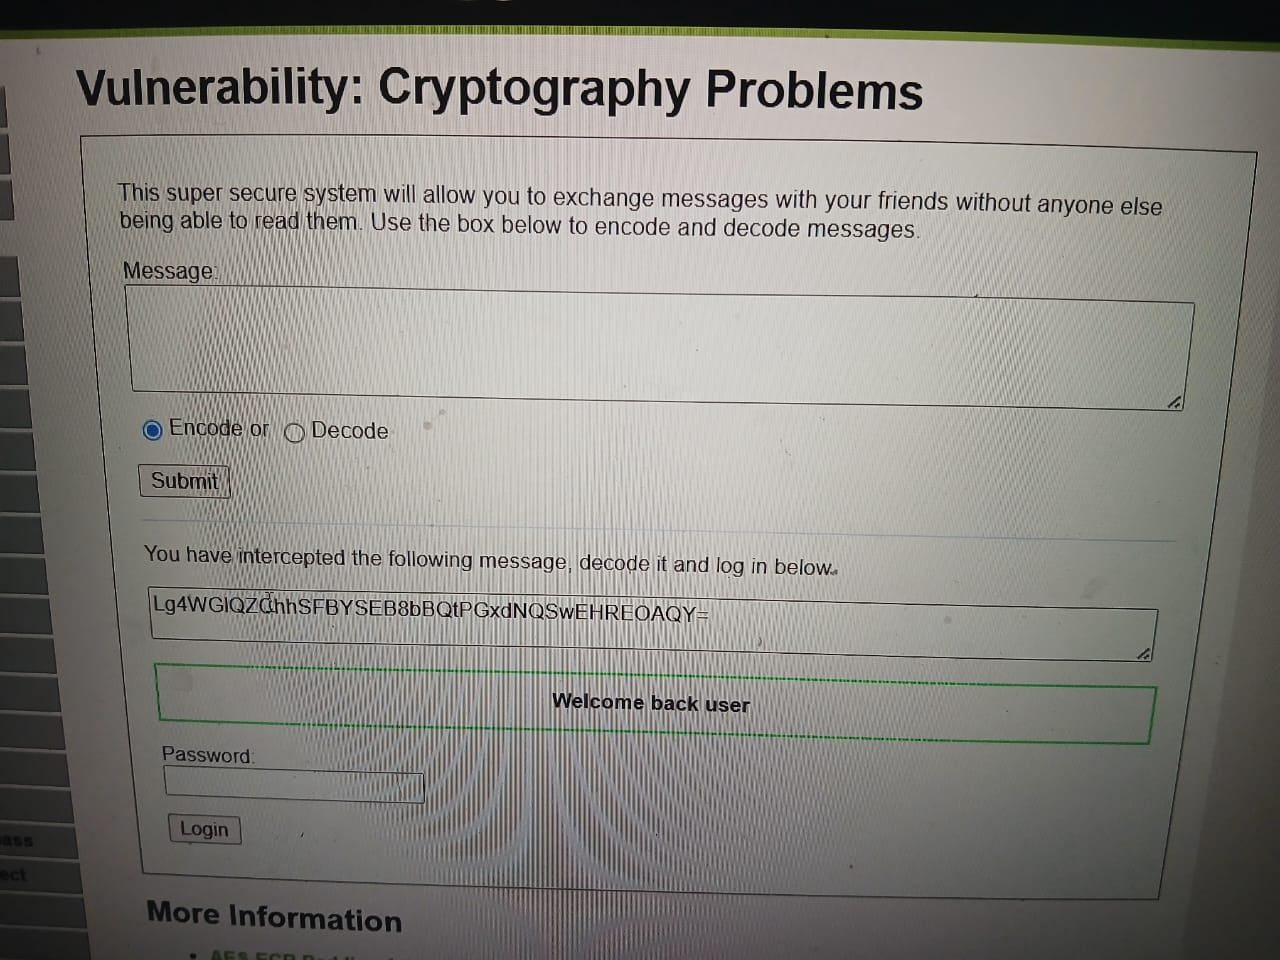 Vulnerability: Cryptography Problems
This super secure system will allow you to exchange messages with your friends without anyone else
being able to read them. Use the box below to encode and decode messages.
Message:
Encode or Decode
Submit
You have intercepted the following message, decode it and log in below.
Lg4WGlQZChhSFBYSEB8bBQtPGxdNQSwEHREOAQY=
Welcome back user
Password:
Login
ass
ect
More Information